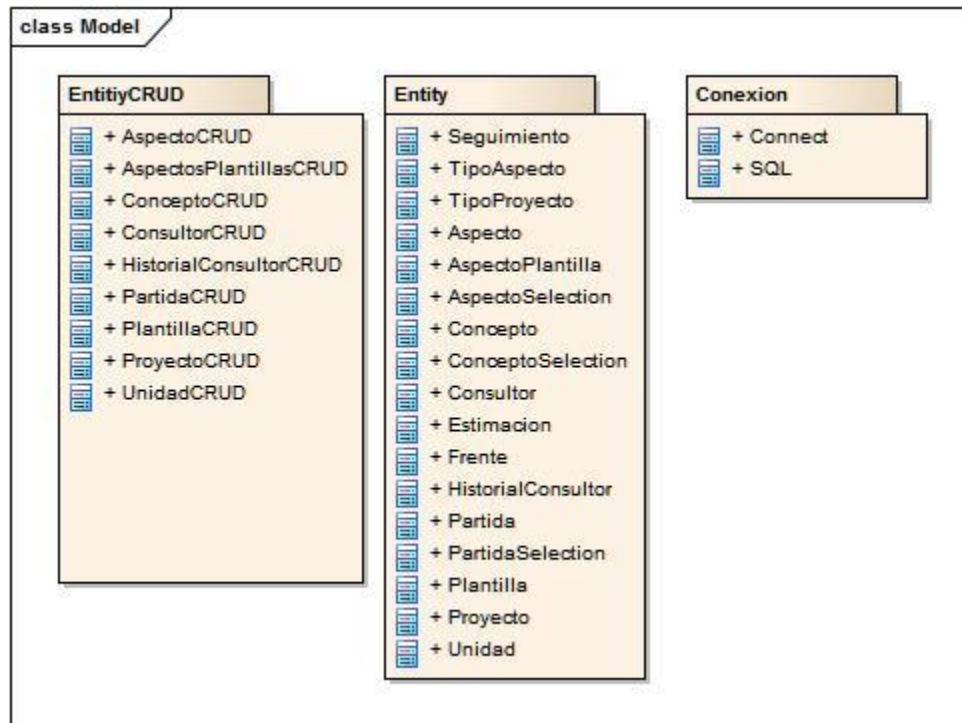 class Model
EntitiyCRUD
+ AspectoCRUD
+ AspectosPlantillasCRUD
+ ConceptoCRUD
+ ConsultorCRUD
+ HistorialConsultorCRUD
+ PartidaCRUD
+ PlantillaCRUD
+ ProyectoCRUD
+ UnidadCRUD
Entity
+ Seguimiento
+ TipoAspecto
+ TipoProyecto
+ Aspecto
+ AspectoPlantilla
+ AspectoSelection
+ Concepto
+ ConceptoSelection
+ Consultor
+ Estimacion
+ Frente
+ HistorialConsultor
+ Partida
+ PartidaSelection
+ Plantilla
+ Proyecto
+ Unidad
Conexion
+ Connect
+ SQL